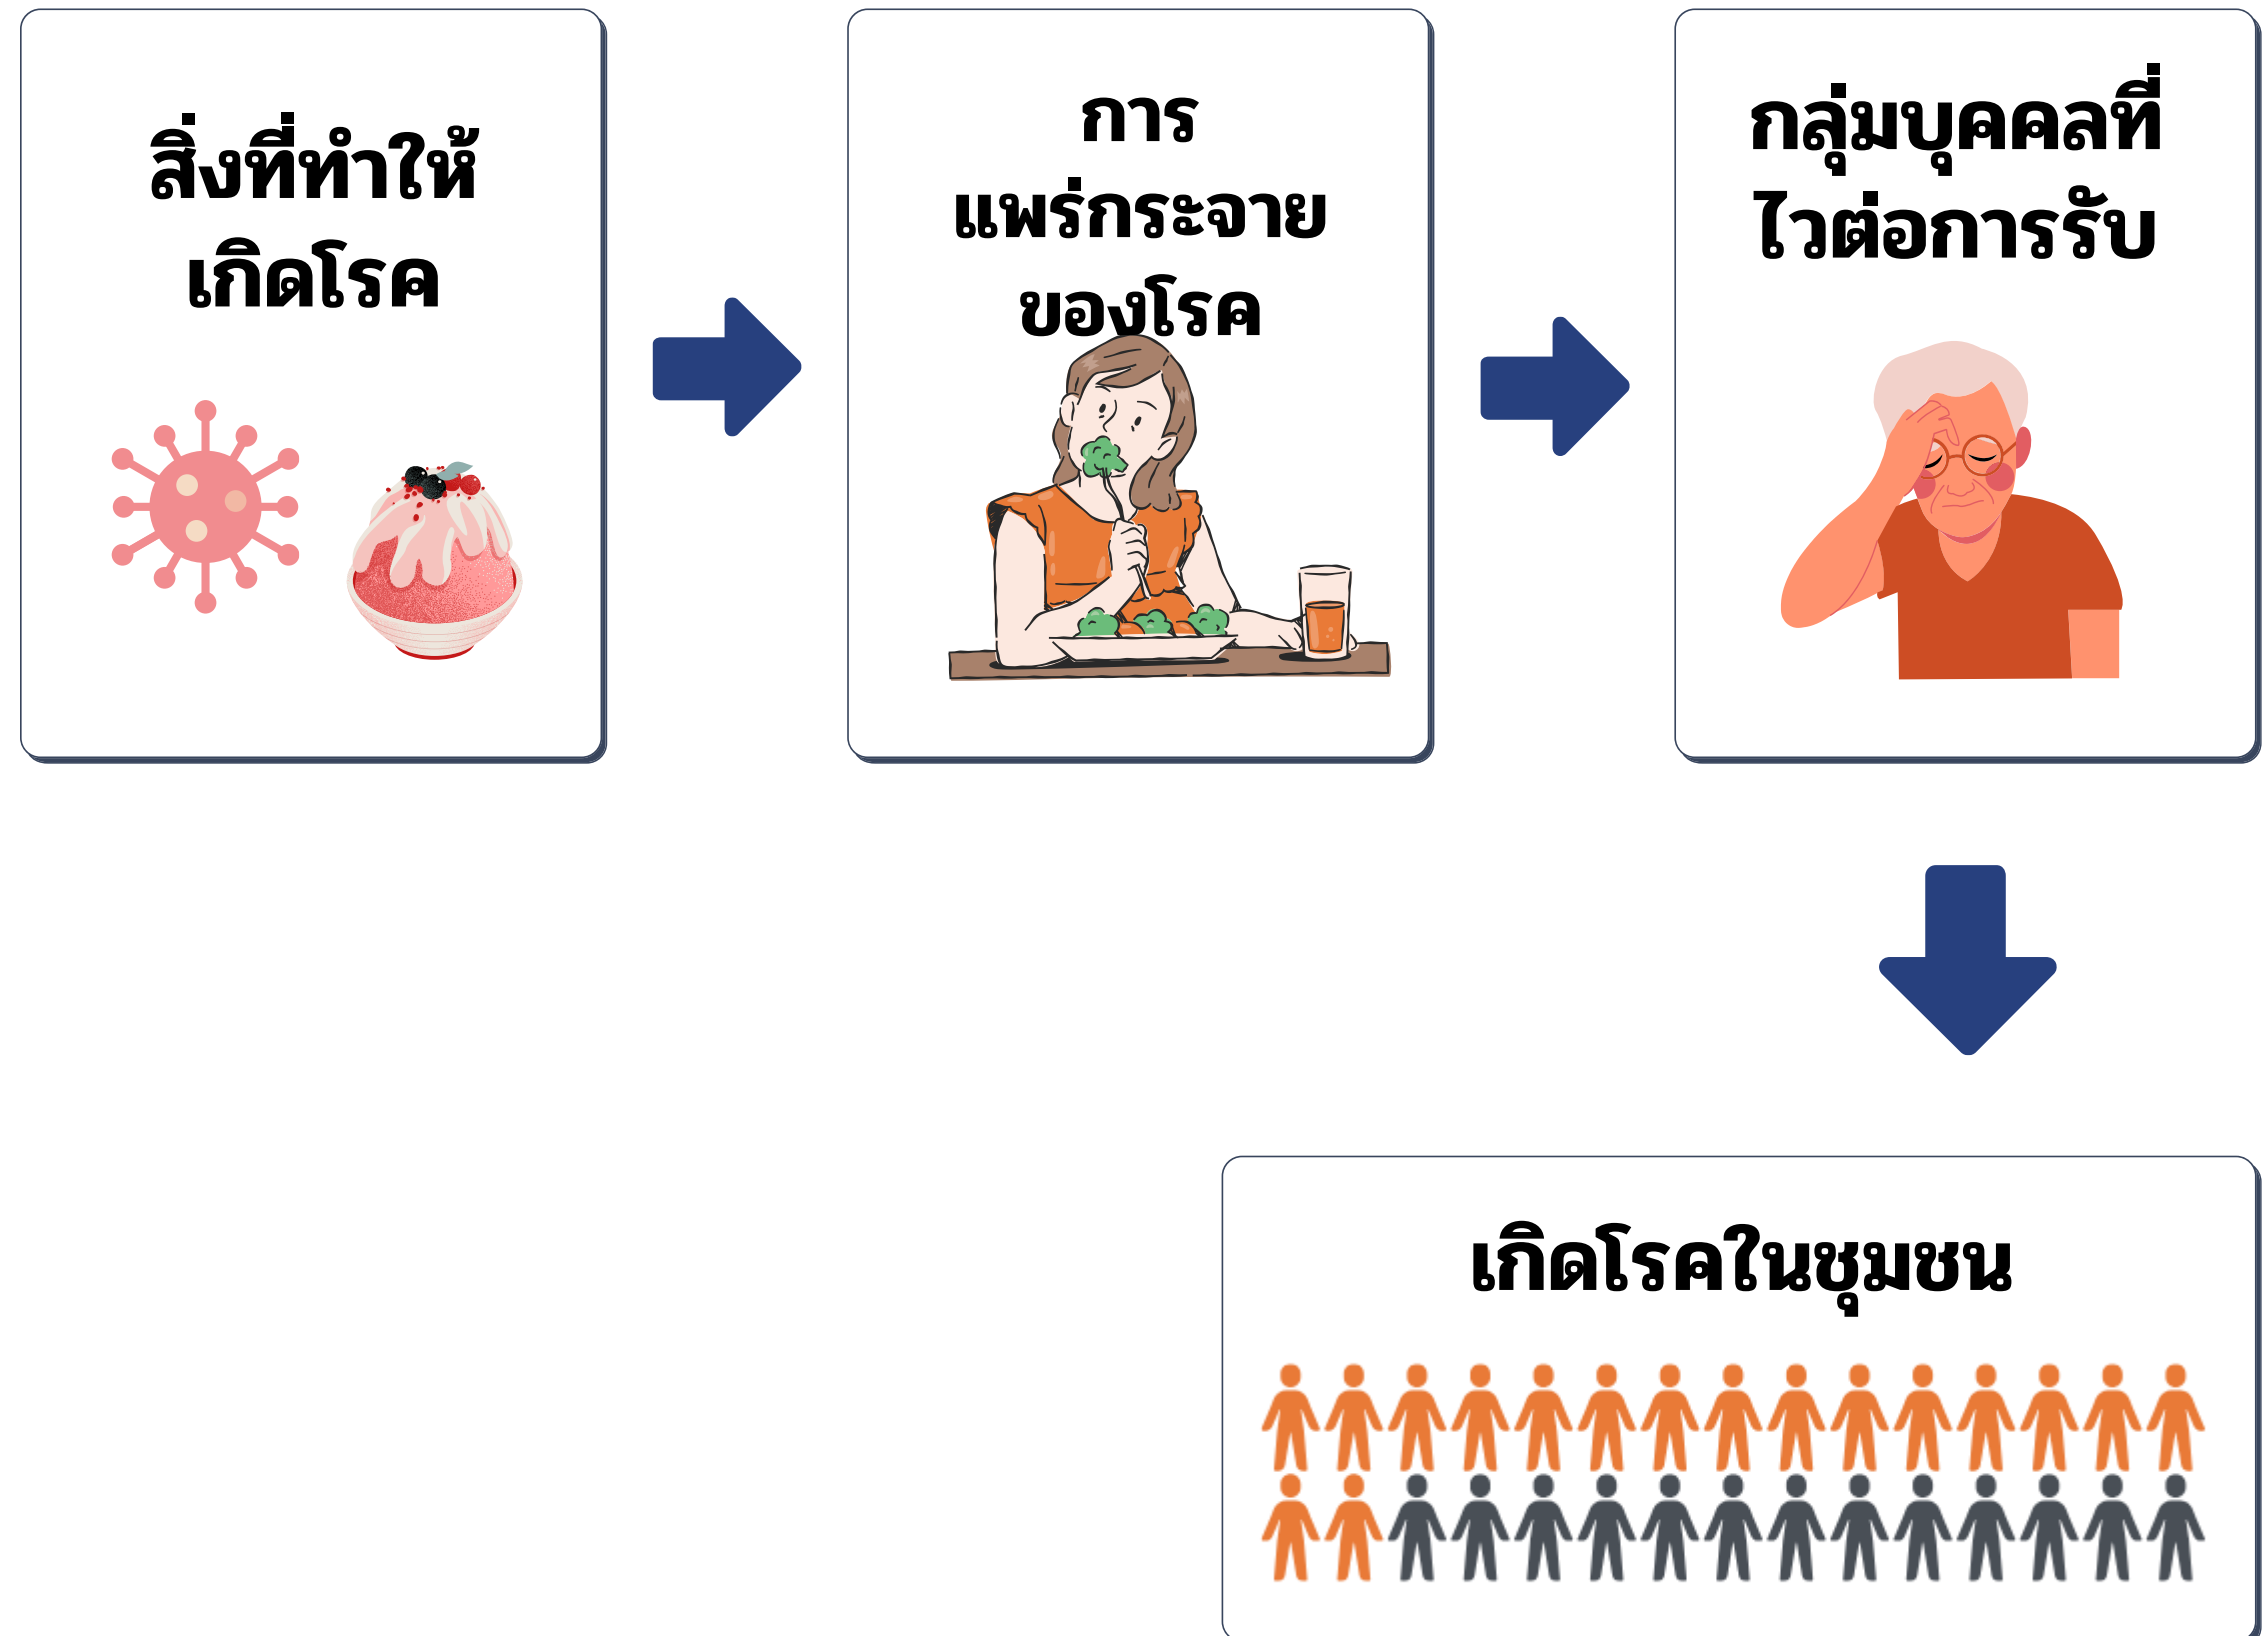 สิ่งที่ทำให้
เกิดโรค
การ
แพร่กระจาย
ของโรค
กลุ่มบุคคลที่
ไวต่อการรับ
เกิดโรคในชุมชน